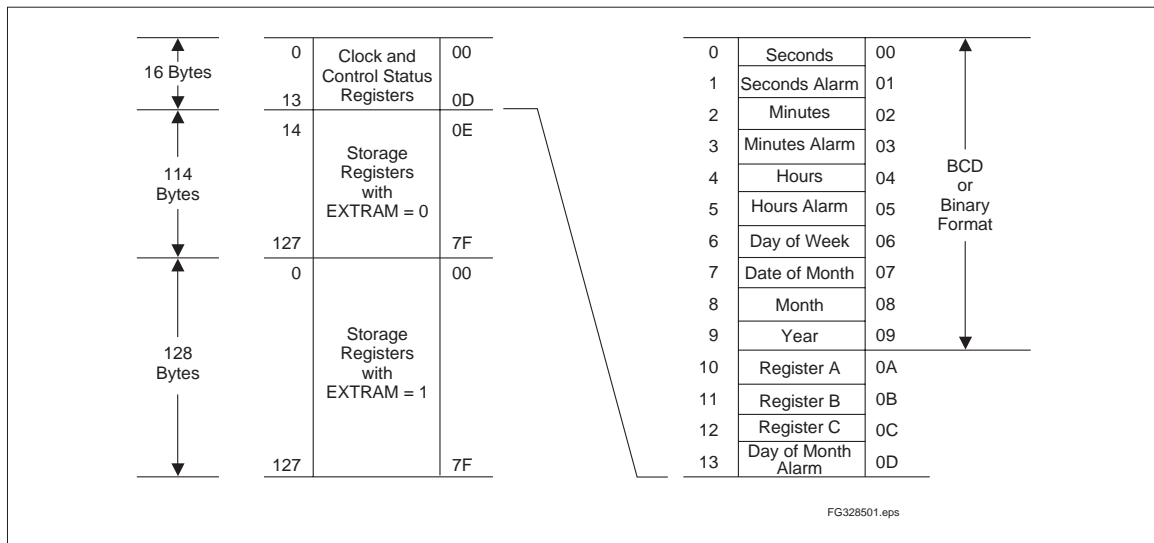 16 Bytes
114
Bytes
128
Bytes
0
Clock and
Control Status
Registers
00
13
0D
14
0E
Storage
Registers
with
EXTRAM = 0
127
7F
0
00
Storage
Registers
with
EXTRAM = 1
127
7F
0 Seconds 00
1 Seconds Alarm 01
2 Minutes 02
3 Minutes Alarm 03
4 Hours 04
5 Hours Alarm 05
6 Day of Week 06
7 Date of Month 07
8 Month 08
9 Year 09
10 Register A 0A
11 Register B 0B
12 Register C 0C
13 Day of Month
Alarm 0D
BCD
or
Binary
Format
FG328501.eps